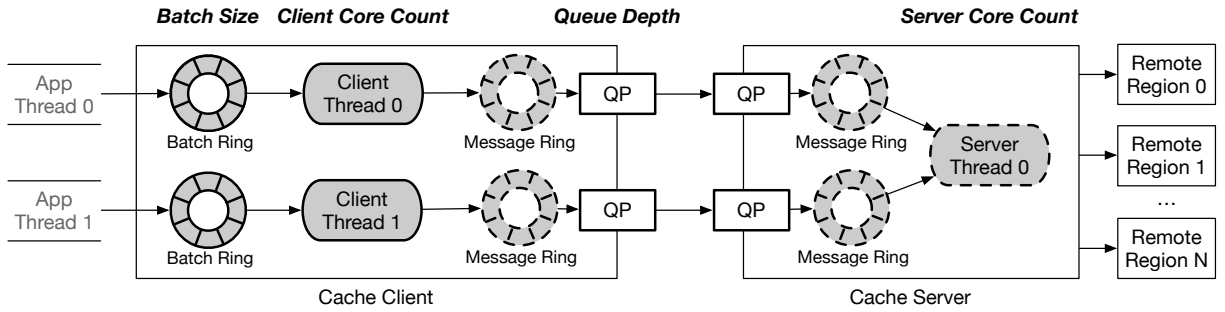 Batch Size
Client Core Count
Queue Depth
Server Core Count
App
Thread 0
Client
Thread 0
QP
QP
Batch Ring
Message Ring
Message Ring
Server
Thread 0
Remote
Region 0
Remote
Region 1
...
Remote
Region N
App
Thread 1
Client
Thread 1
QP
QP
Batch Ring
Message Ring
Message Ring
Cache Client
Cache Server